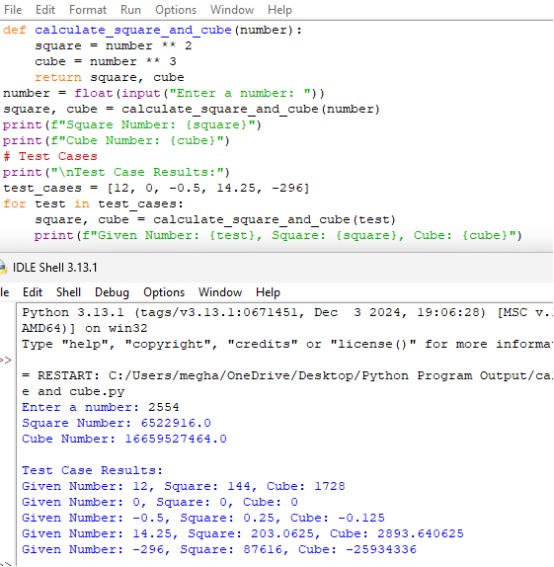 File Edit Format Run Options Window Help
def calculate_square_and_cube(number):
    square = number ** 2
    cube = number ** 3
    return square, cube
number = float(input("Enter a number: "))
square, cube = calculate_square_and_cube(number)
print(f"Square Number: {square}")
print(f"Cube Number: {cube}")
# Test Cases
print("\nTest Case Results:")
test_cases = [12, 0, -0.5, 14.25, -296]
for test in test_cases:
    square, cube = calculate_square_and_cube(test)
    print(f"Given Number: {test}, Square: {square}, Cube: {cube}")
IDLE Shell 3.13.1
le Edit Shell Debug Options Window Help
Python 3.13.1 (tags/v3.13.1:0671451, Dec  3 2024, 19:06:28) [MSC v.
AMD64)] on win32
Type "help", "copyright", "credits" or "license()" for more informa
>>
= RESTART: C:/Users/megha/OneDrive/Desktop/Python Program Output/ca
e and cube.py
Enter a number: 2554
Square Number: 6522916.0
Cube Number: 16659527464.0
Test Case Results:
Given Number: 12, Square: 144, Cube: 1728
Given Number: 0, Square: 0, Cube: 0
Given Number: -0.5, Square: 0.25, Cube: -0.125
Given Number: 14.25, Square: 203.0625, Cube: 2893.640625
Given Number: -296, Square: 87616, Cube: -25934336
>>